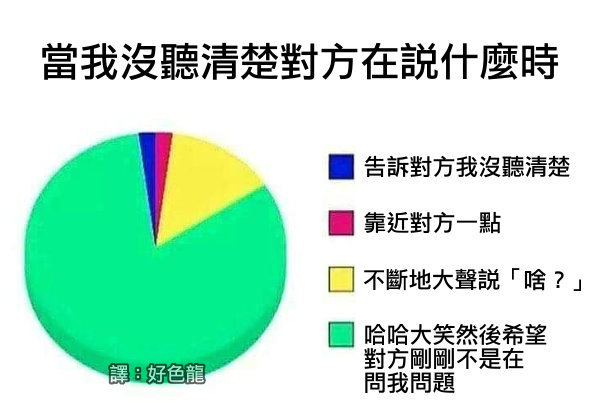 當我沒聽清楚對方在說什麼時
告訴對方我沒聽清楚
靠近對方一點
不斷地大聲說「啥？」
哈哈大笑然後希望
對方剛剛不是在
問我問題
譯：好色龍